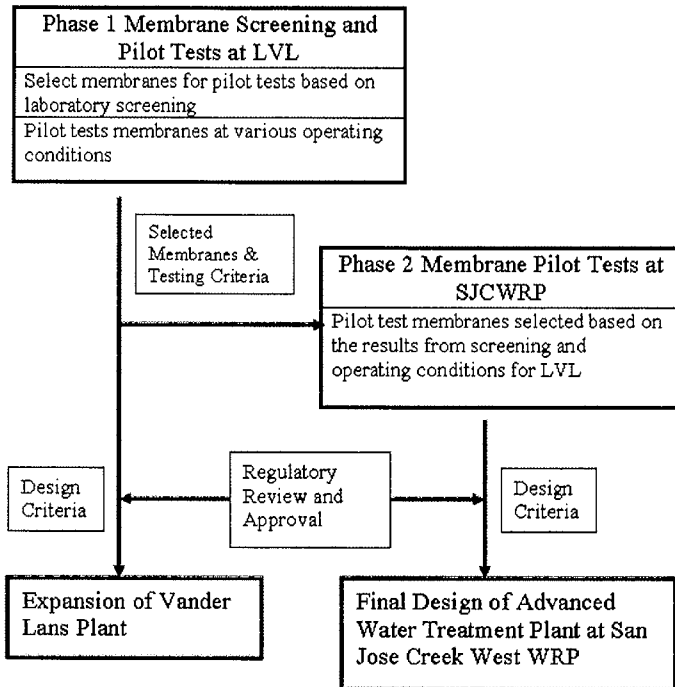 Phase 1 Membrane Screening and
Pilot Tests at LVL
Select membranes for pilot tests based on
laboratory screening
Pilot tests membranes at various operating
conditions
Selected
Membranes &
Testing Criteria
Phase 2 Membrane Pilot Tests at
SJCWRP
Pilot test membranes selected based on
the results from screening and
operating conditions for LVL
Design
Criteria
Regulatory
Review and
Approval
Design
Criteria
Expansion of Vander
Lans Plant
Final Design of Advanced
Water Treatment Plant at San
Jose Creek West WRP